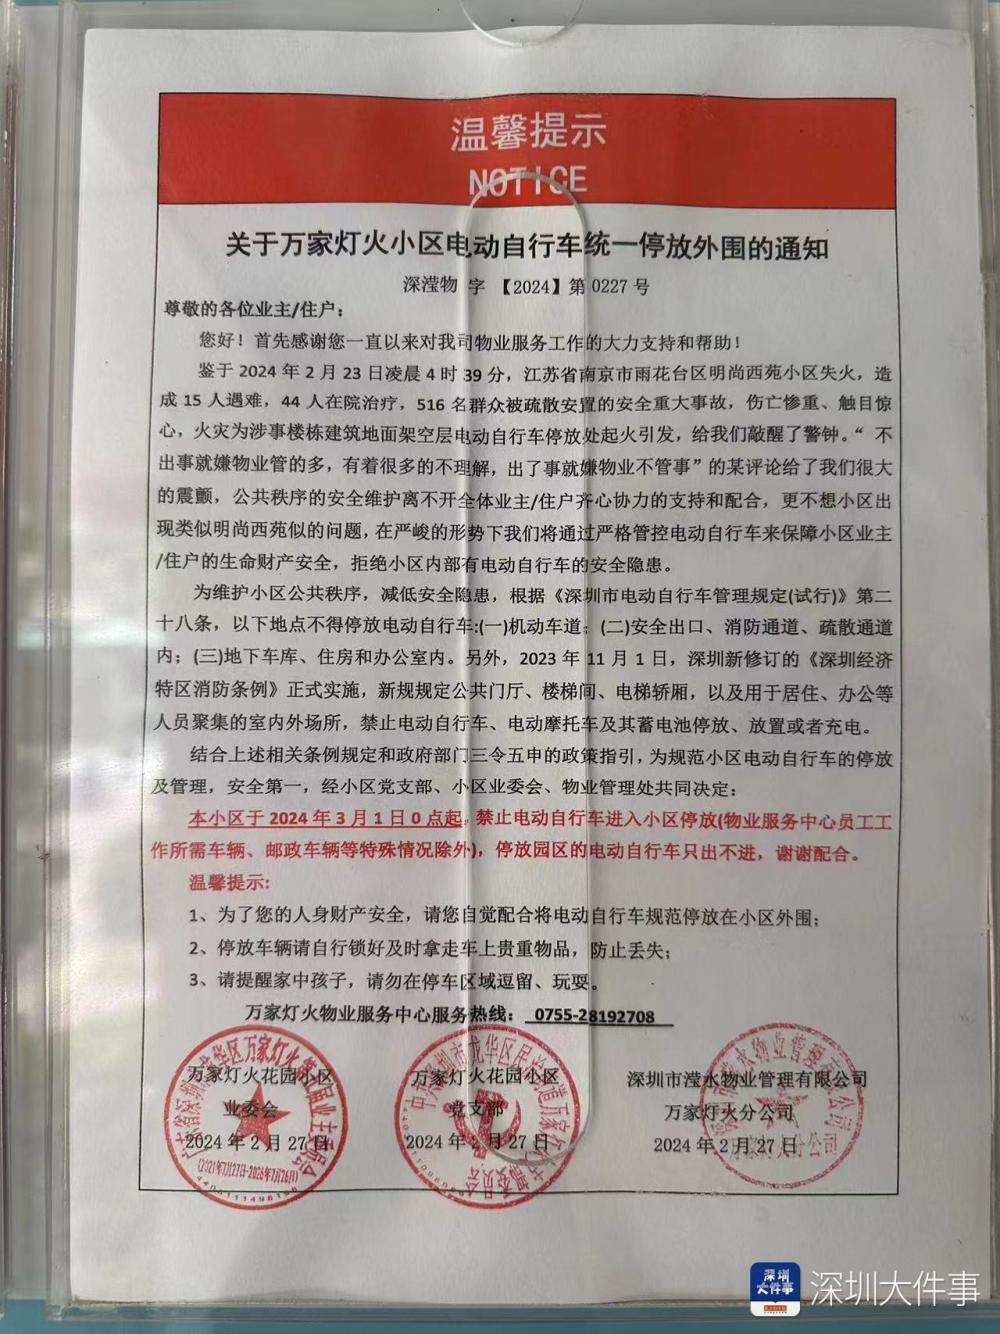 温馨提示
NOTICE
关于万家灯火小区电动自行车统一停放外围的通知
深滢物 字 【2024】第 0227 号
尊敬的各位业主/住户：
您好！首先感谢您一直以来对我司物业服务工作的大力支持和帮助！
鉴于 2024 年 2 月 23 日凌晨 4 时 39 分，江苏省南京市雨花台区明尚西苑小区失火，造
成 15 人遇难，44 人在院治疗，516 名群众被疏散安置的安全重大事故，伤亡惨重、触目惊
心，火灾为涉事楼栋建筑地面架空层电动自行车停放处起火引发，给我们敲醒了警钟。“ 不
出事就嫌物业管的多，有着很多的不理解，出了事就嫌物业不管事”的某评论给了我们很大
的震颤，公共秩序的安全维护离不开全体业主/住户齐心协力的支持和配合，更不想小区出
现类似明尚西苑似的问题，在严峻的形势下我们将通过严格管控电动自行车来保障小区业主
/住户的生命财产安全，拒绝小区内部有电动自行车的安全隐患。
为维护小区公共秩序，减低安全隐患，根据《深圳市电动自行车管理规定(试行)》第二
十八条，以下地点不得停放电动自行车:(一)机动车道；(二)安全出口、消防通道、疏散通道
内；(三)地下车库、住房和办公室内。另外，2023 年 11 月 1 日，深圳新修订的《深圳经济
特区消防条例》正式实施，新规规定公共门厅、楼梯间、电梯轿厢，以及用于居住、办公等
人员聚集的室内外场所，禁止电动自行车、电动摩托车及其蓄电池停放、放置或者充电。
结合上述相关条例规定和政府部门三令五申的政策指引，为规范小区电动自行车的停放
及管理，安全第一，经小区党支部、小区业委会、物业管理处共同决定：
本小区于 2024 年 3 月 1 日 0 点起，禁止电动自行车进入小区停放(物业服务中心员工工
作所需车辆、邮政车辆等特殊情况除外)，停放园区的电动自行车只出不进，谢谢配合。
温馨提示:
1、为了您的人身财产安全，请您自觉配合将电动自行车规范停放在小区外围；
2、停放车辆请自行锁好及时拿走车上贵重物品，防止丢失；
3、请提醒家中孩子，请勿在停车区域逗留、玩耍。
万家灯火物业服务中心服务热线： 0755-28192708
万家灯火花园小区
业委会
2024 年 2 月 27 日
万家灯火花园小区
党支部
2024 年 2 月 27 日
深圳市滢水物业管理有限公司
万家灯火分公司
2024 年 2 月 27 日
(2021年7月27日-2026年7月26日)
深圳
大件事
深圳大件事